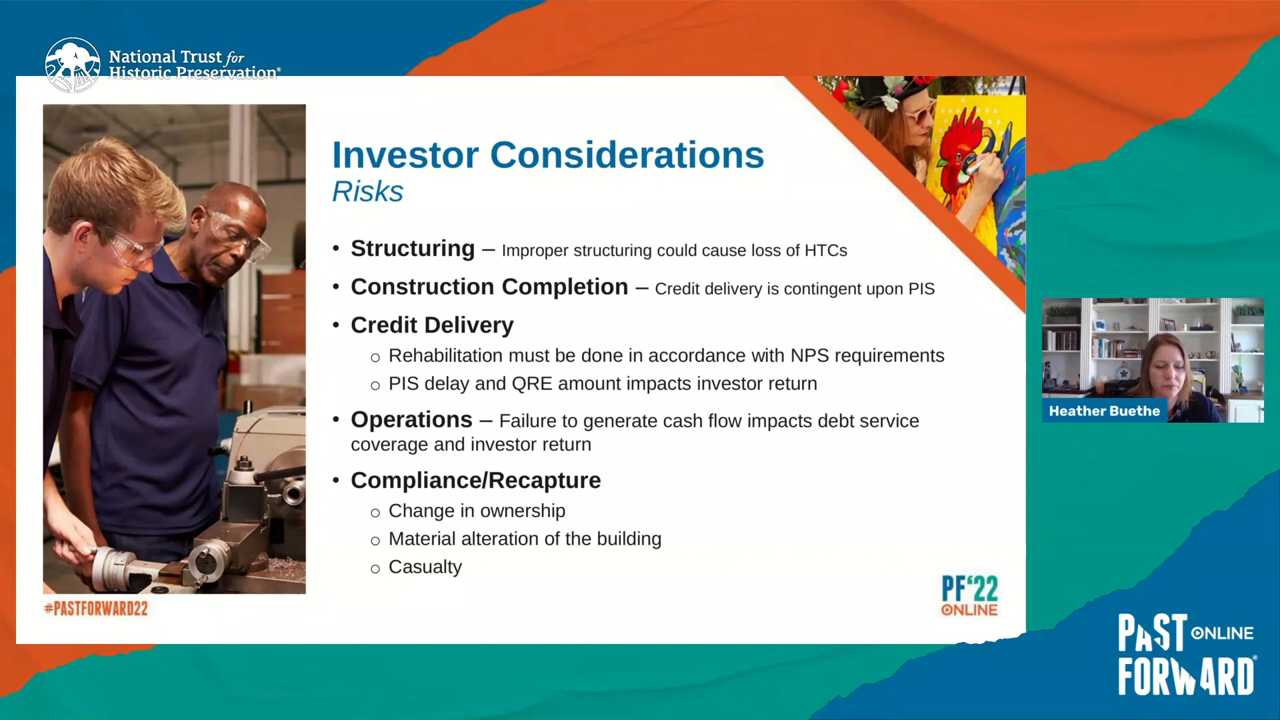 National Trust for
Historic Preservation®
Investor Considerations
Risks
• Structuring – Improper structuring could cause loss of HTCs
• Construction Completion – Credit delivery is contingent upon PIS
• Credit Delivery
o Rehabilitation must be done in accordance with NPS requirements
o PIS delay and QRE amount impacts investor return
• Operations – Failure to generate cash flow impacts debt service
coverage and investor return
• Compliance/Recapture
o Change in ownership
o Material alteration of the building
o Casualty
#PASTFORWARD22
PF'22
ONLINE
Heather Buethe
PAST ONLINE
FORWARD®